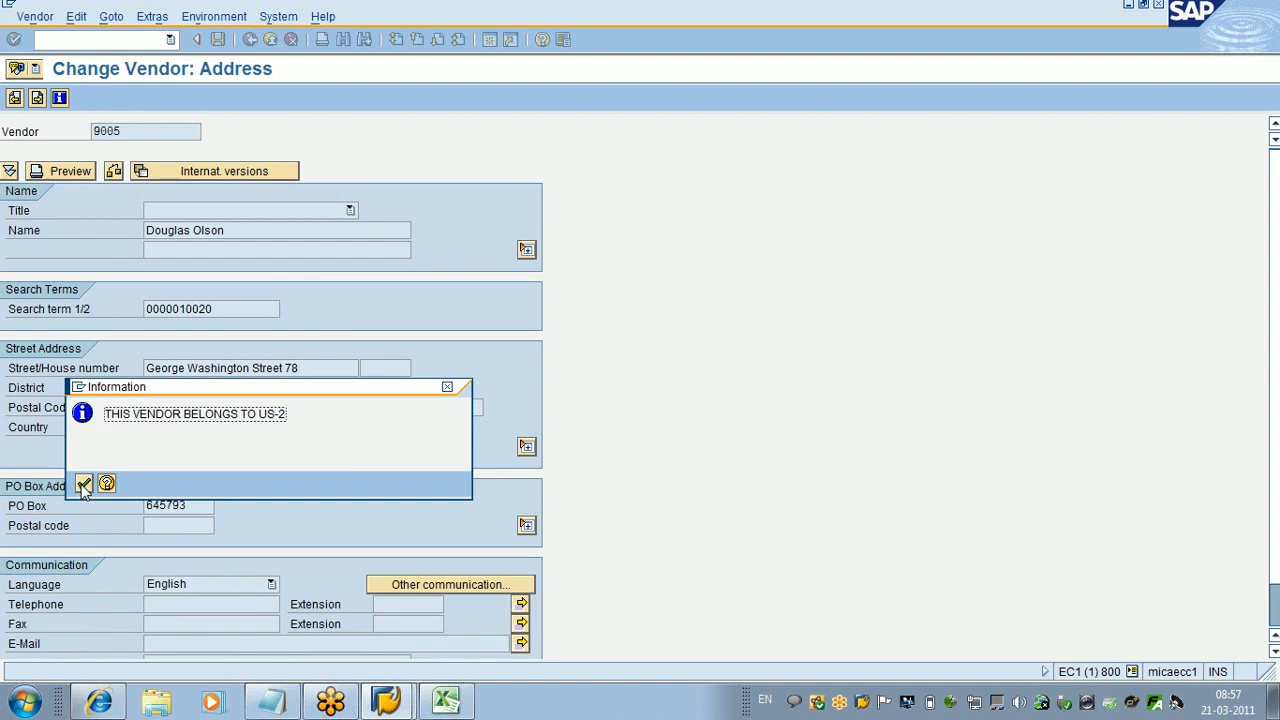 Vendor Edit Goto Extras Environment System Help
SAP
Change Vendor: Address
Vendor 9005
Preview Internat. versions
Name
Title
Name Douglas Olson
Search Terms
Search term 1/2 0000010020
Street Address
Street/House number George Washington Street 78
District
Postal Cod
Country
Information
THIS VENDOR BELONGS TO US-2
PO Box Add
PO Box 645793
Postal code
Communication
Language English Other communication...
Telephone Extension
Fax Extension
E-Mail
EC1 (1) 800 micaecc1 INS
EN 08:57
21-03-2011